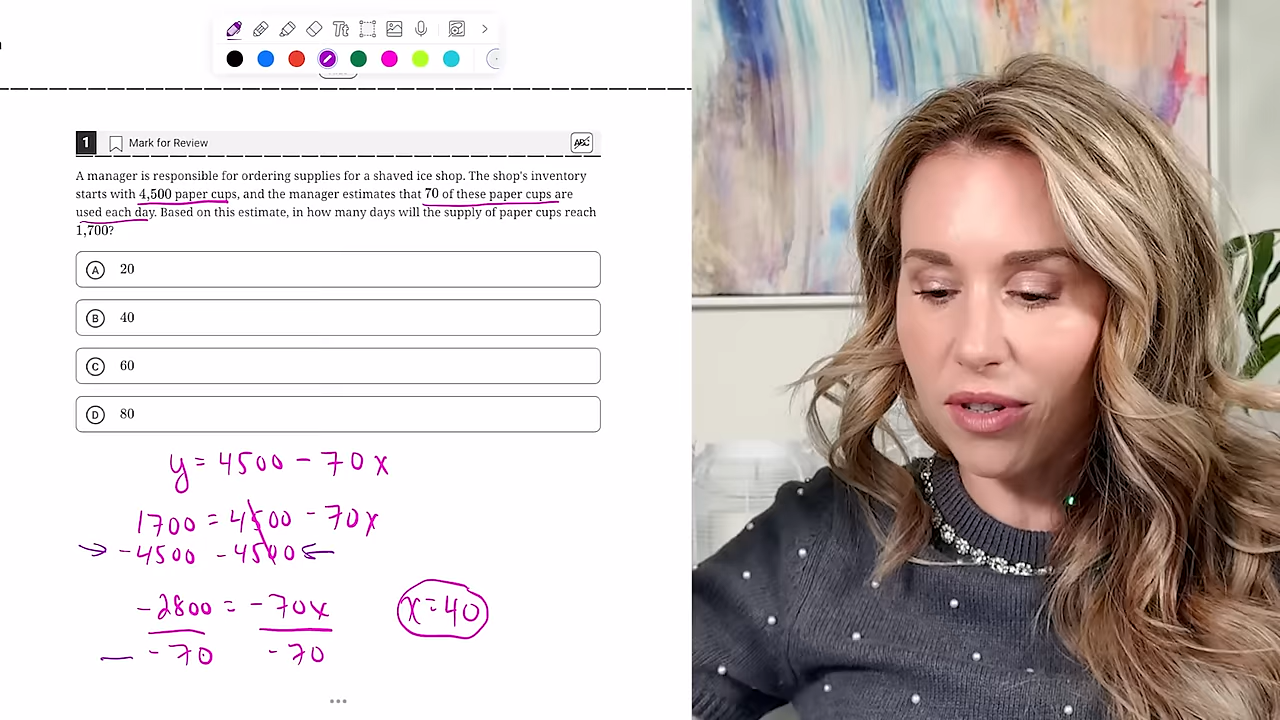 Tt
1 Mark for Review ABC
A manager is responsible for ordering supplies for a shaved ice shop. The shop's inventory
starts with 4,500 paper cups, and the manager estimates that 70 of these paper cups are
used each day. Based on this estimate, in how many days will the supply of paper cups reach
1,700?
A 20
B 40
C 60
D 80
y = 4500 - 70x
1700 = 4500 - 70x
→ -4500 - 4500 ←
-2800 = -70x
x = 40
-70 -70